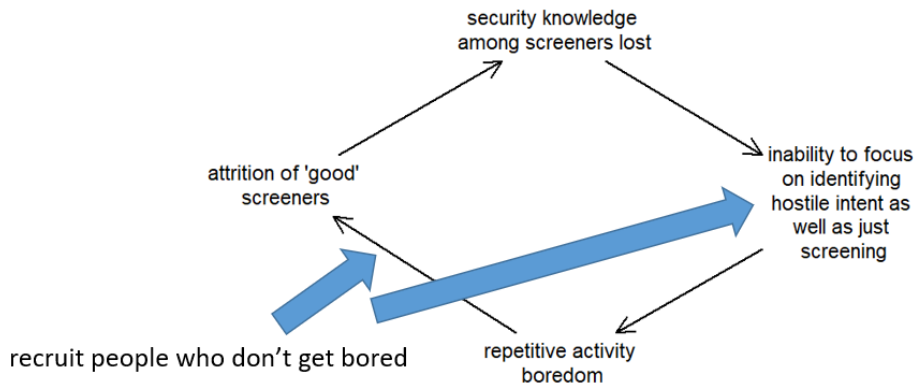 security knowledge
among screeners lost
attrition of 'good'
screeners
inability to focus
on identifying
hostile intent as
well as just
screening
repetitive activity
boredom
recruit people who don’t get bored